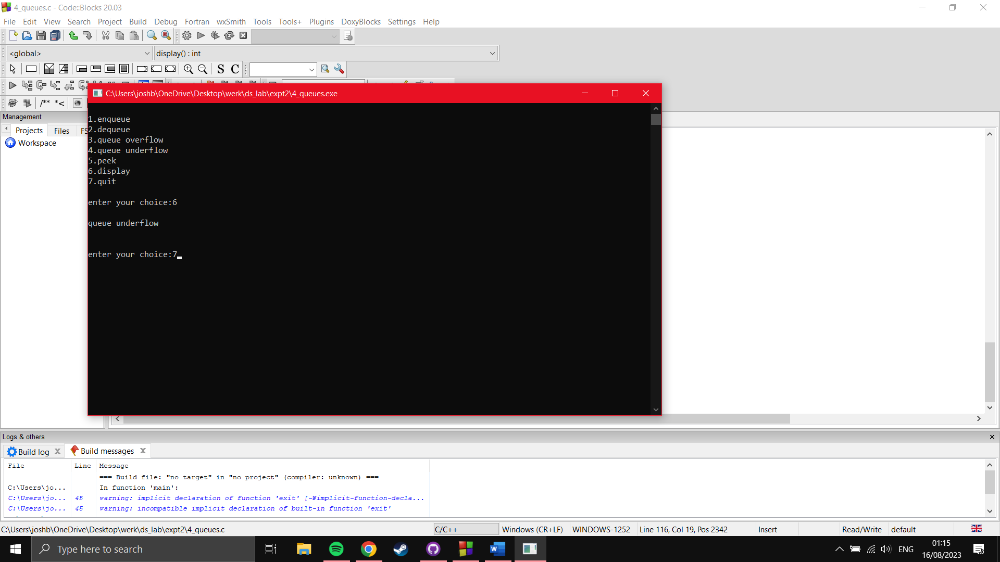 4_queues.c - Code::Blocks 20.03
File Edit View Search Project Build Debug Fortran wxSmith Tools Tools+ Plugins DoxyBlocks Settings Help
<global> display() : int
S C
/** *<
C:\Users\joshb\OneDrive\Desktop\werk\ds_lab\expt2\4_queues.exe
Management
Projects Files FS
Workspace
1.enqueue
2.dequeue
3.queue overflow
4.queue underflow
5.peek
6.display
7.quit
enter your choice:6
queue underflow
enter your choice:7
Logs & others
Build log Build messages
File Line Message
=== Build file: "no target" in "no project" (compiler: unknown) ===
C:\Users\jo... In function 'main':
C:\Users\jo... 45 warning: implicit declaration of function 'exit' [-Wimplicit-function-decla...
C:\Users\jo... 45 warning: incompatible implicit declaration of built-in function 'exit'
C:\Users\joshb\OneDrive\Desktop\werk\ds_lab\expt2\4_queues.c C/C++ Windows (CR+LF) WINDOWS-1252 Line 116, Col 19, Pos 2342 Insert Read/Write default
Type here to search
ENG
01:15
16/08/2023